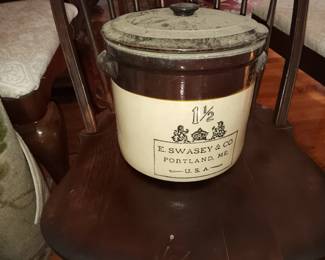 1½
E. SWASEY & CO.
PORTLAND, ME.
U.S.A.